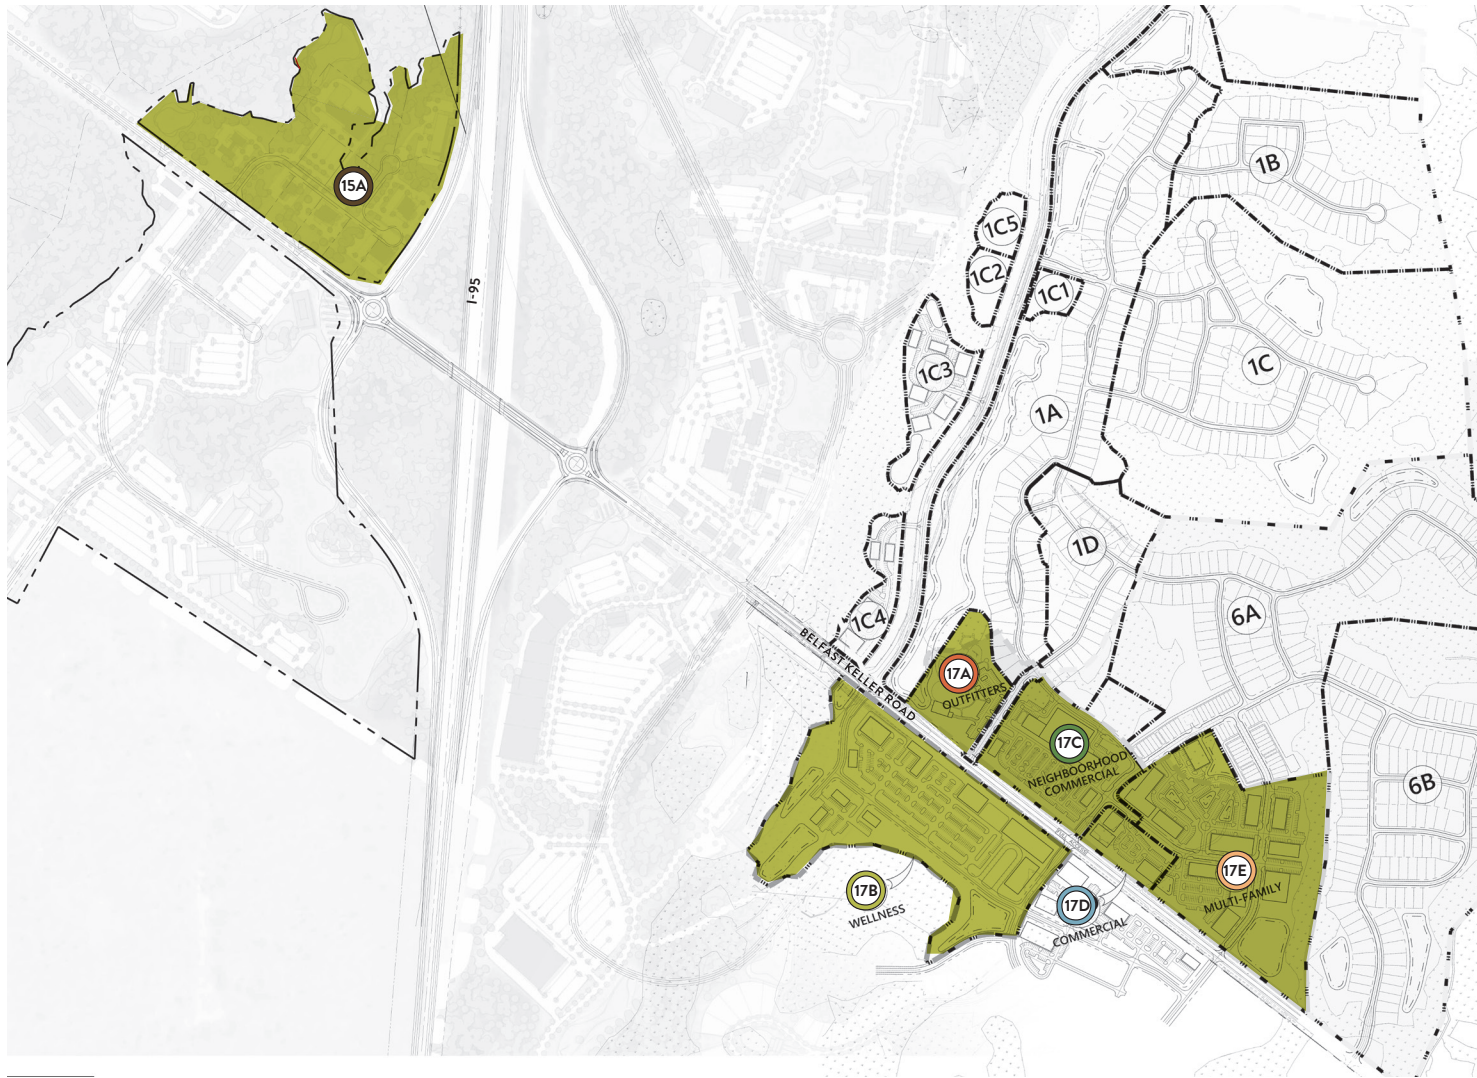 15A
I-95
1B
1C5
1C2
1C1
1C3
1C
1A
1D
1C4
6A
BELFAST KELLER ROAD
17A
OUTFITTERS
17C
NEIGHBOORHOOD
COMMERCIAL
6B
17B
WELLNESS
17D
COMMERCIAL
17E
MULTI-FAMILY